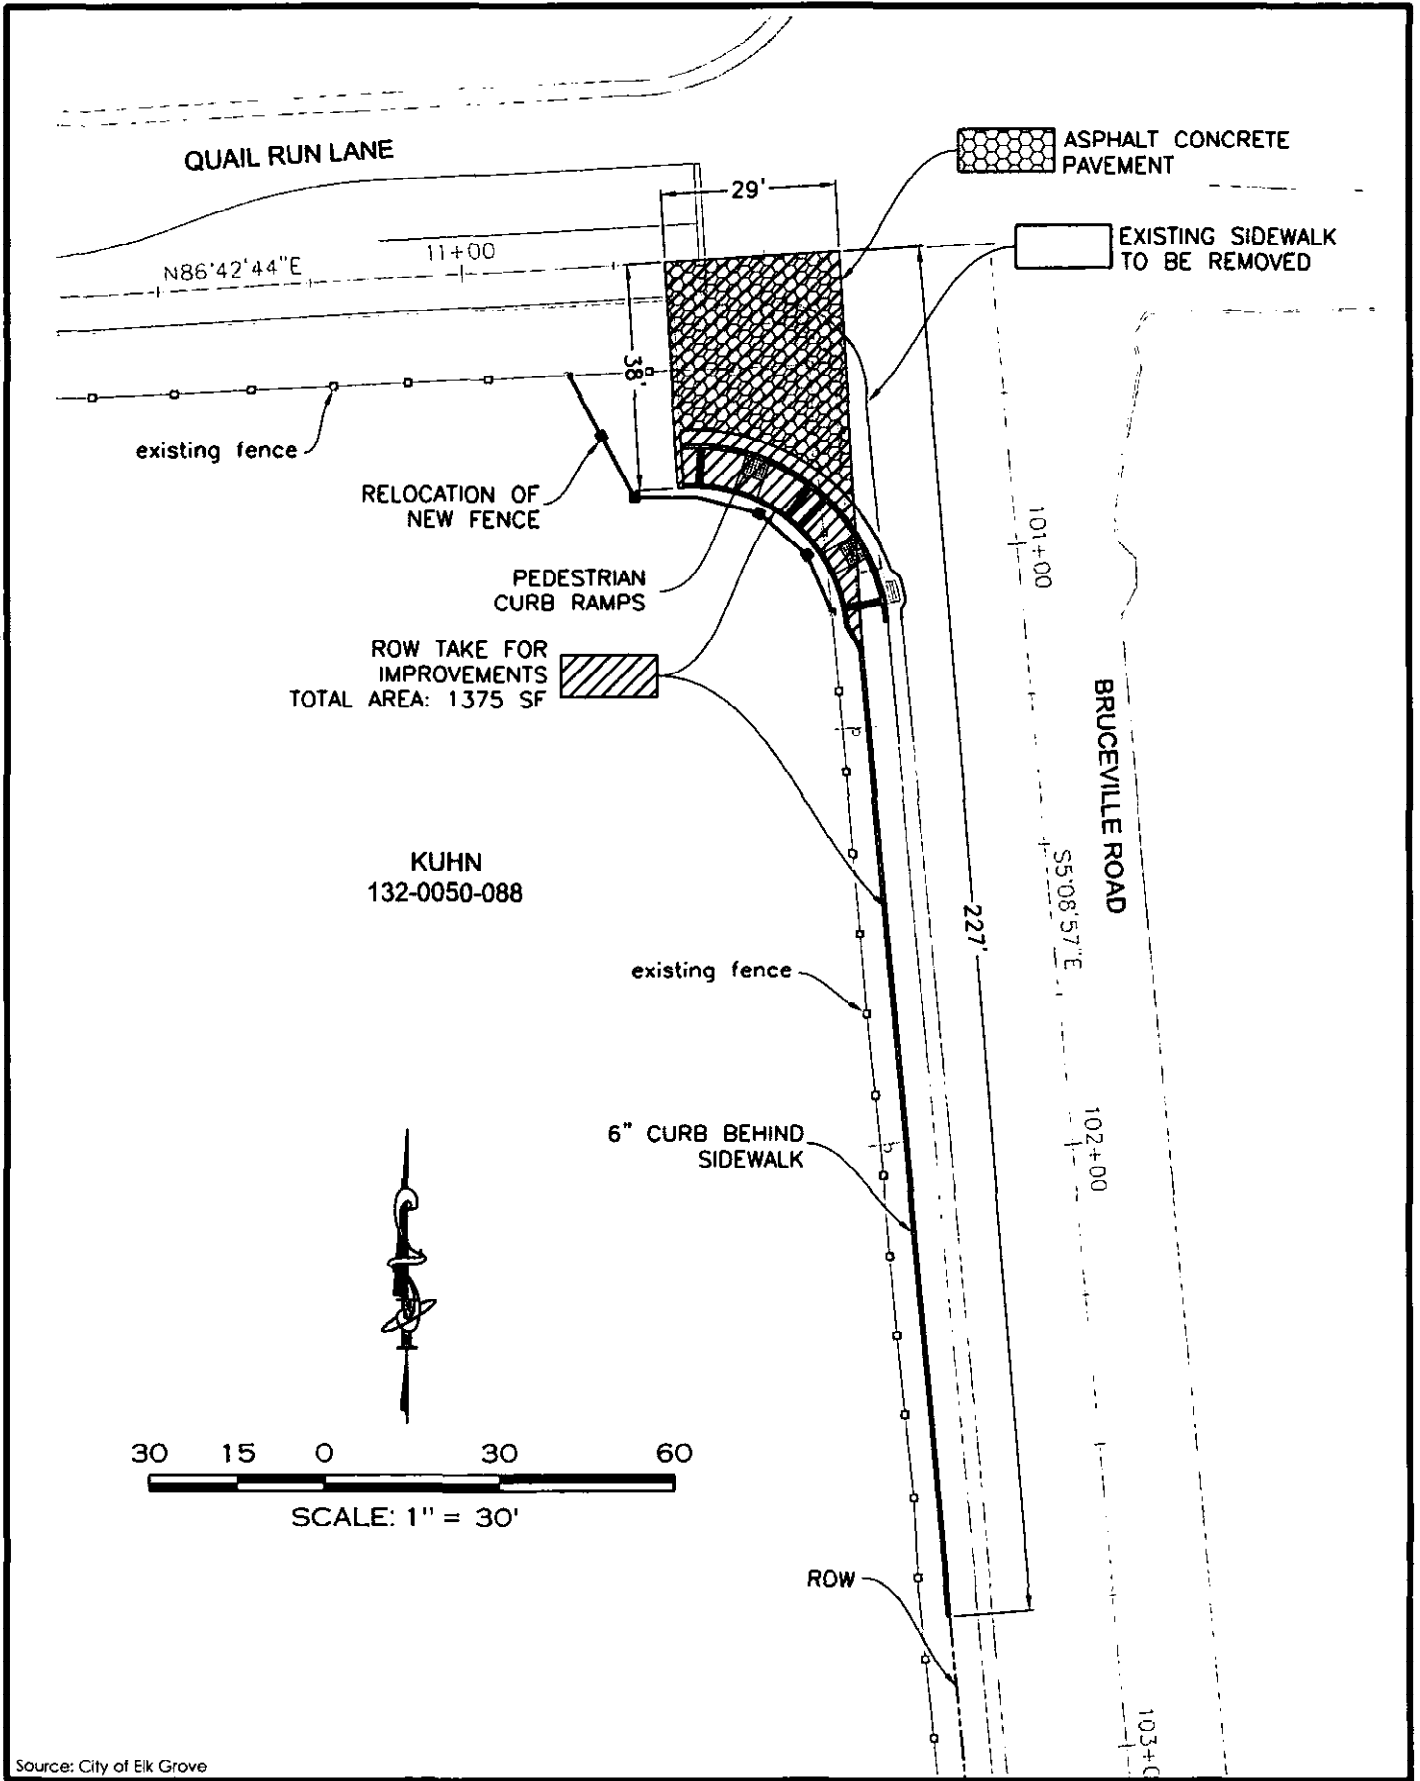 QUAIL RUN LANE
ASPHALT CONCRETE
PAVEMENT
29'
EXISTING SIDEWALK
TO BE REMOVED
11+00
N86°42'44"E
38'
existing fence
RELOCATION OF
NEW FENCE
101+00
PEDESTRIAN
CURB RAMPS
ROW TAKE FOR
IMPROVEMENTS
TOTAL AREA: 1375 SF
BRUCEVILLE ROAD
KUHN
132-0050-088
S5°08'57"E
227'
existing fence
6" CURB BEHIND
SIDEWALK
102+00
30 15 0 30 60
SCALE: 1" = 30'
ROW
Source: City of Elk Grove